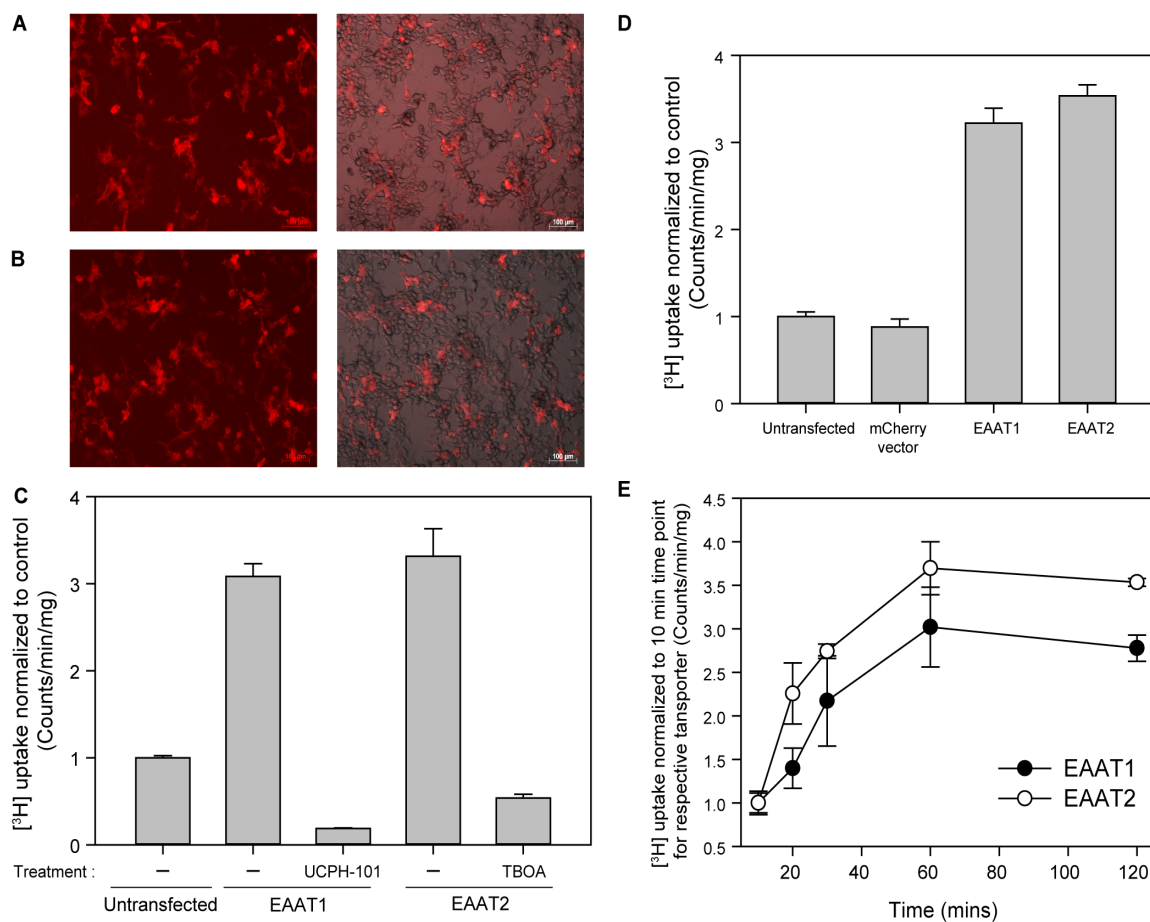 A
100 µm
B
100 µm
C
[³H] uptake normalized to control
(Counts/min/mg)
4
3
2
1
0
Treatment :
–
–
UCPH-101
–
TBOA
Untransfected
EAAT1
EAAT2
D
[³H] uptake normalized to control
(Counts/min/mg)
4
3
2
1
0
Untransfected
mCherry
vector
EAAT1
EAAT2
E
[³H] uptake normalized to 10 min time point
for respective tansporter (Counts/min/mg)
4.5
4.0
3.5
3.0
2.5
2.0
1.5
1.0
0.5
20
40
60
80
100
120
Time (mins)
EAAT1
EAAT2